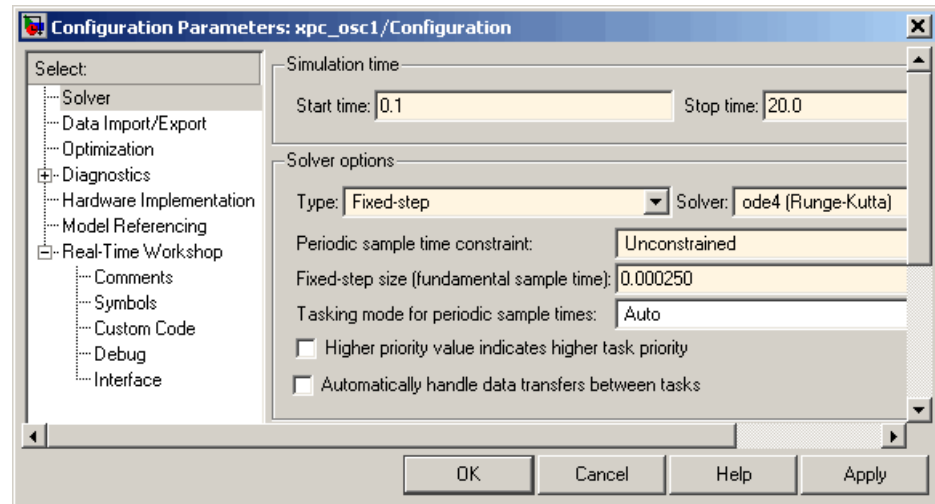 Configuration Parameters: xpc_osc1/Configuration
Select:
Solver
Data Import/Export
Optimization
Diagnostics
Hardware Implementation
Model Referencing
Real-Time Workshop
Comments
Symbols
Custom Code
Debug
Interface
Simulation time
Start time: 0.1 Stop time: 20.0
Solver options
Type: Fixed-step Solver: ode4 (Runge-Kutta)
Periodic sample time constraint: Unconstrained
Fixed-step size (fundamental sample time): 0.000250
Tasking mode for periodic sample times: Auto
Higher priority value indicates higher task priority
Automatically handle data transfers between tasks
OK Cancel Help Apply